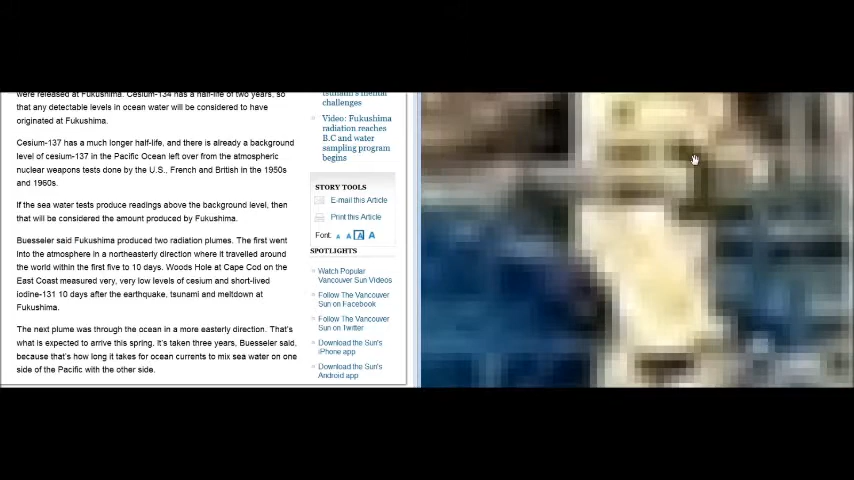 were released at Fukushima. Cesium-134 has a half-life of two years, so
that any detectable levels in ocean water will be considered to have
originated at Fukushima.
Cesium-137 has a much longer half-life, and there is already a background
level of cesium-137 in the Pacific Ocean left over from the atmospheric
nuclear weapons tests done by the U.S., French and British in the 1950s
and 1960s.
If the sea water tests produce readings above the background level, then
that will be considered the amount produced by Fukushima.
Buesseler said Fukushima produced two radiation plumes. The first went
into the atmosphere in a northeasterly direction where it travelled around
the world within the first five to 10 days. Woods Hole at Cape Cod on the
East Coast measured very, very low levels of cesium and short-lived
iodine-131 10 days after the earthquake, tsunami and meltdown at
Fukushima.
The next plume was through the ocean in a more easterly direction. That's
what is expected to arrive this spring. It's taken three years, Buesseler said,
because that's how long it takes for ocean currents to mix sea water on one
side of the Pacific with the other side.
tsunami's mental
challenges
Video: Fukushima
radiation reaches
B.C and water
sampling program
begins
STORY TOOLS
E-mail this Article
Print this Article
Font: A A A A
SPOTLIGHTS
Watch Popular
Vancouver Sun Videos
Follow The Vancouver
Sun on Facebook
Follow The Vancouver
Sun on Twitter
Download the Sun's
iPhone app
Download the Sun's
Android app